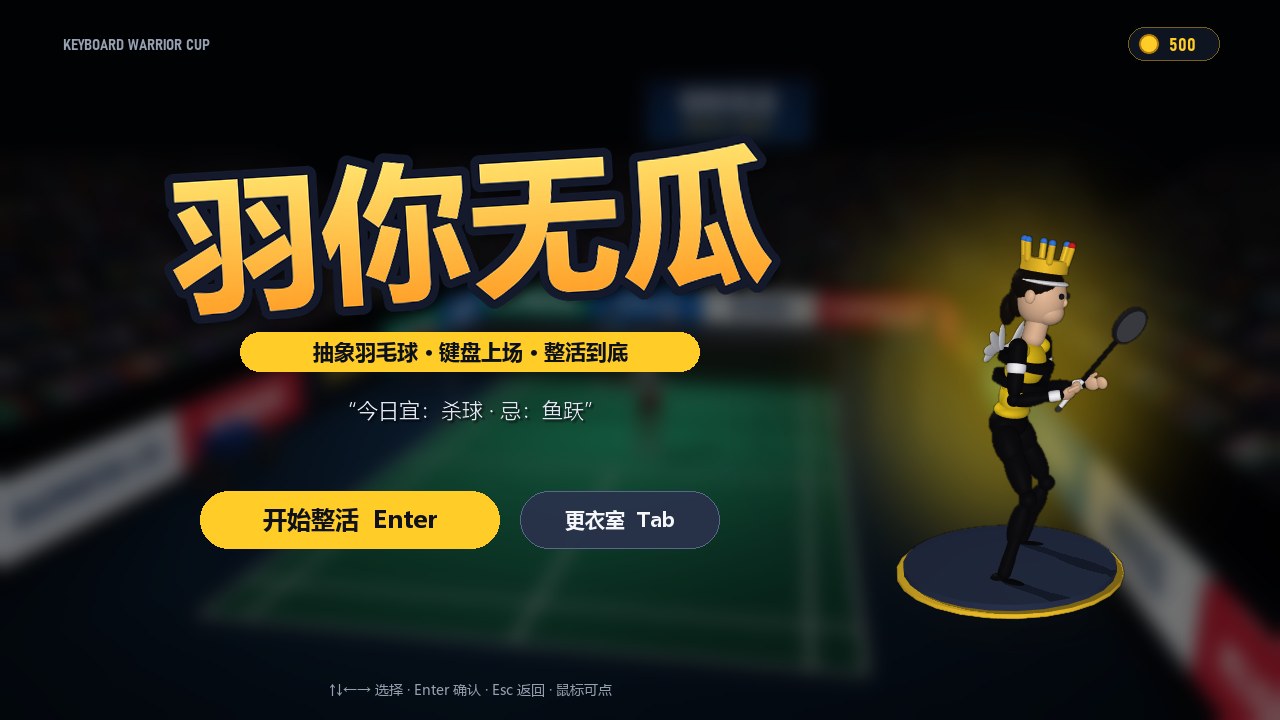 KEYBOARD WARRIOR CUP
500
羽你无瓜
抽象羽毛球 • 键盘上场 • 整活到底
“今日宜：杀球 · 忌：鱼跃”
开始整活 Enter
更衣室 Tab
↑↓←→ 选择 · Enter 确认 · Esc 返回 · 鼠标可点